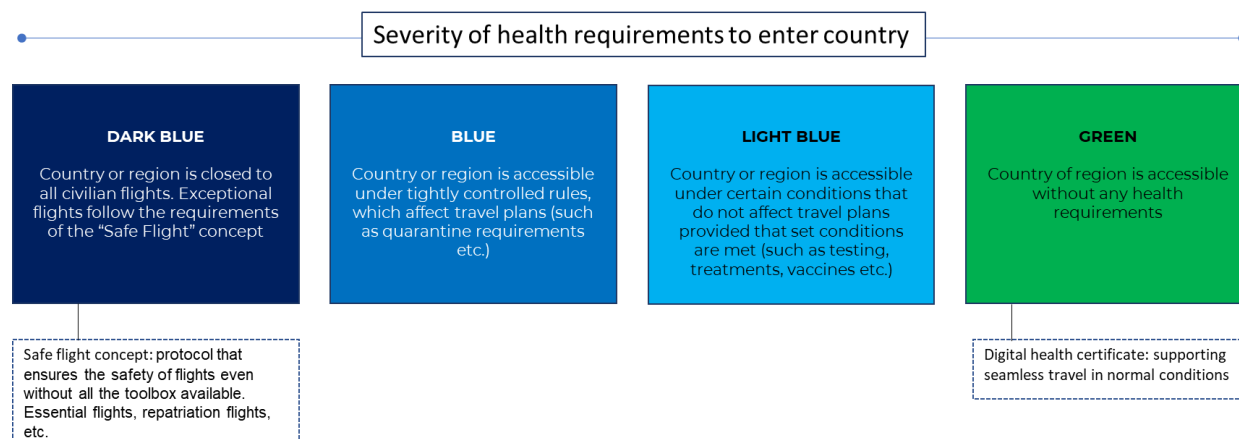 Severity of health requirements to enter country
DARK BLUE
Country or region is closed to
all civilian flights. Exceptional
flights follow the requirements
of the “Safe Flight” concept
BLUE
Country or region is accessible
under tightly controlled rules,
which affect travel plans (such
as quarantine requirements
etc.)
LIGHT BLUE
Country or region is accessible
under certain conditions that
do not affect travel plans
provided that set conditions
are met (such as testing,
treatments, vaccines etc.)
GREEN
Country of region is accessible
without any health
requirements
Safe flight concept: protocol that
ensures the safety of flights even
without all the toolbox available.
Essential flights, repatriation flights,
etc.
Digital health certificate: supporting
seamless travel in normal conditions